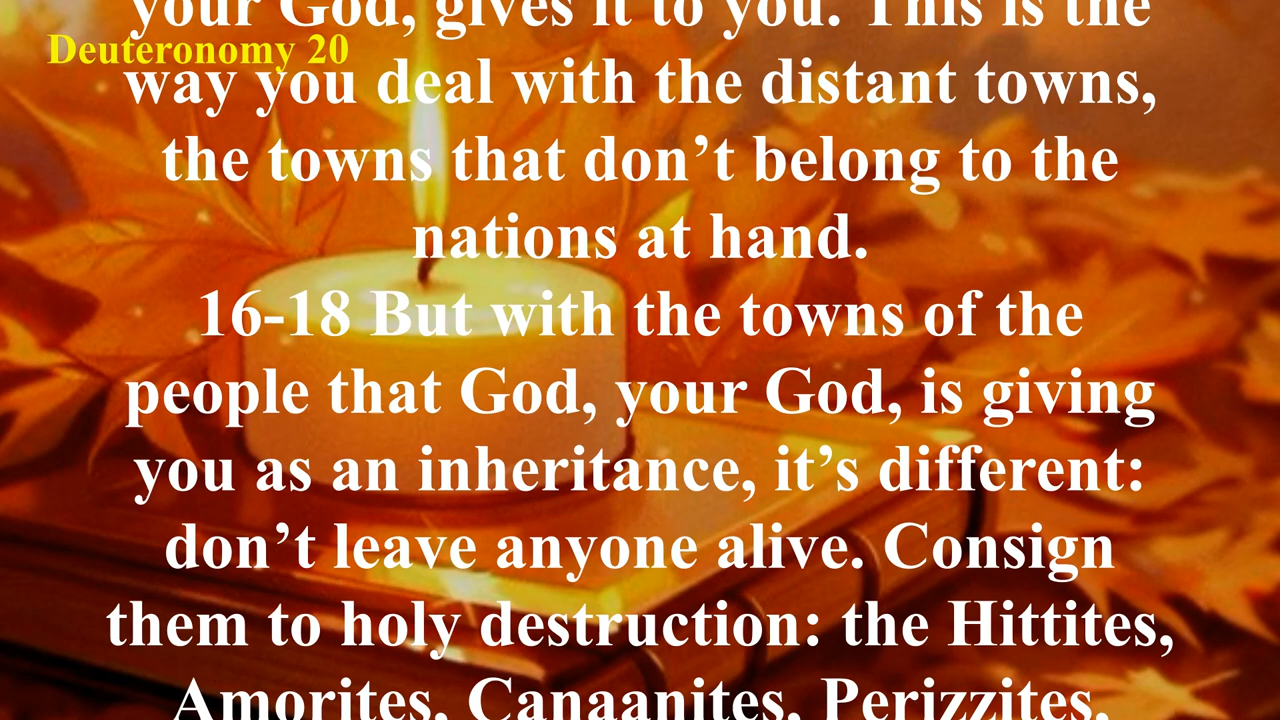 your God, gives it to you. This is the
Deuteronomy 20
way you deal with the distant towns,
the towns that don’t belong to the
nations at hand.
16-18 But with the towns of the
people that God, your God, is giving
you as an inheritance, it’s different:
don’t leave anyone alive. Consign
them to holy destruction: the Hittites,
Amorites, Canaanites, Perizzites,